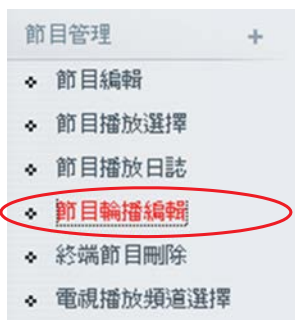 節目管理 +
節目編輯
節目播放選擇
節目播放日誌
節目輪播編輯
終端節目刪除
電視播放頻道選擇